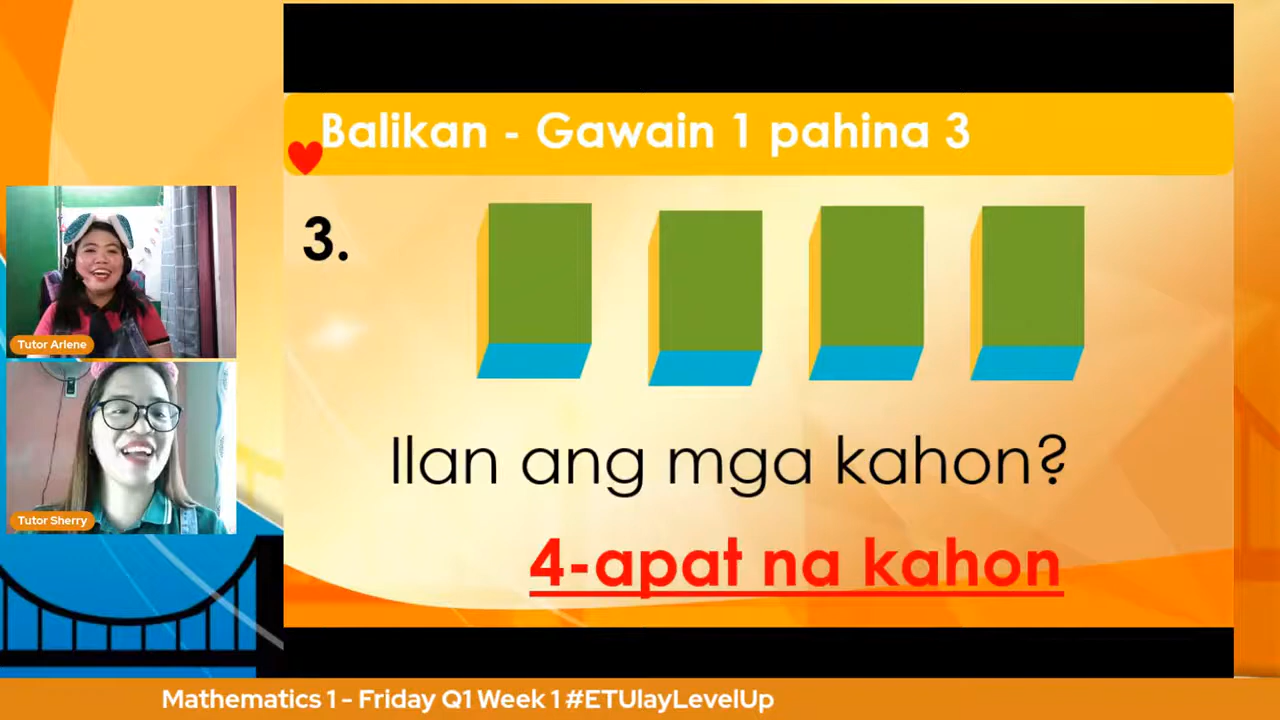 Balikan - Gawain 1 pahina 3
3.
Ilan ang mga kahon?
4-apat na kahon
Tutor Arlene
Tutor Sherry
Mathematics 1 - Friday Q1 Week 1 #ETUlayLevelUp